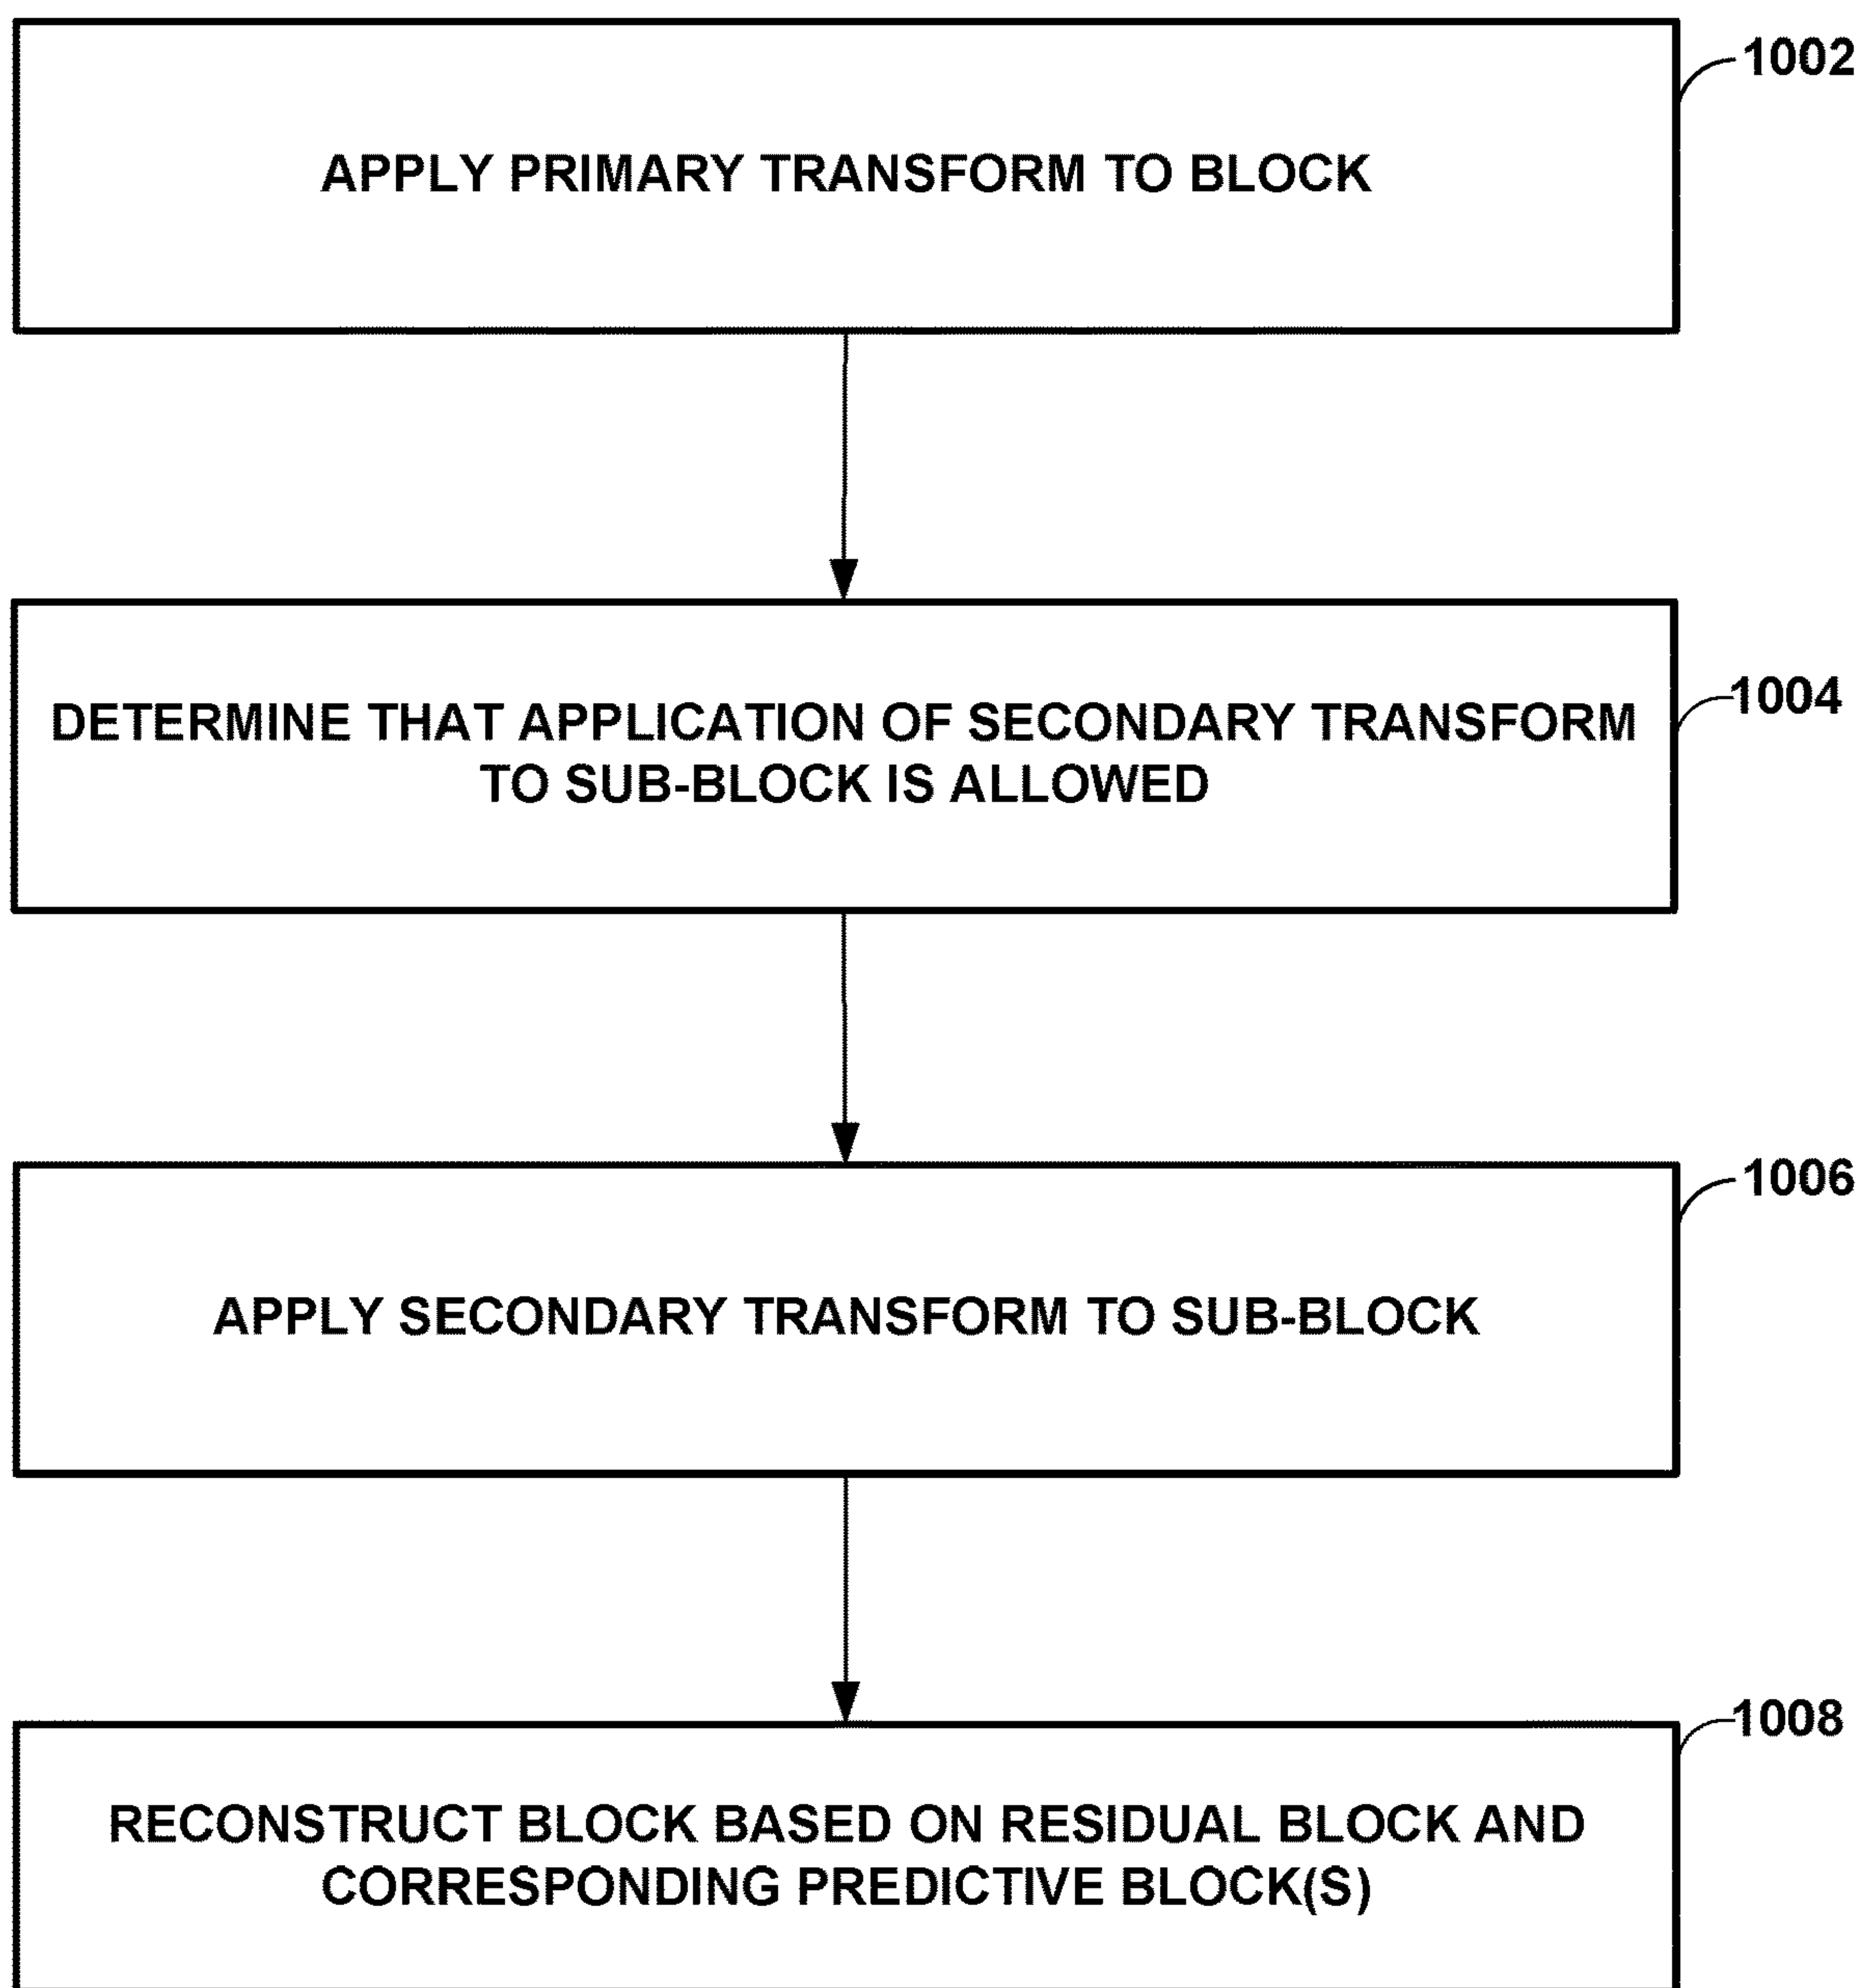 1002
APPLY PRIMARY TRANSFORM TO BLOCK
1004
DETERMINE THAT APPLICATION OF SECONDARY TRANSFORM
TO SUB-BLOCK IS ALLOWED
1006
APPLY SECONDARY TRANSFORM TO SUB-BLOCK
1008
RECONSTRUCT BLOCK BASED ON RESIDUAL BLOCK AND
CORRESPONDING PREDICTIVE BLOCK(S)